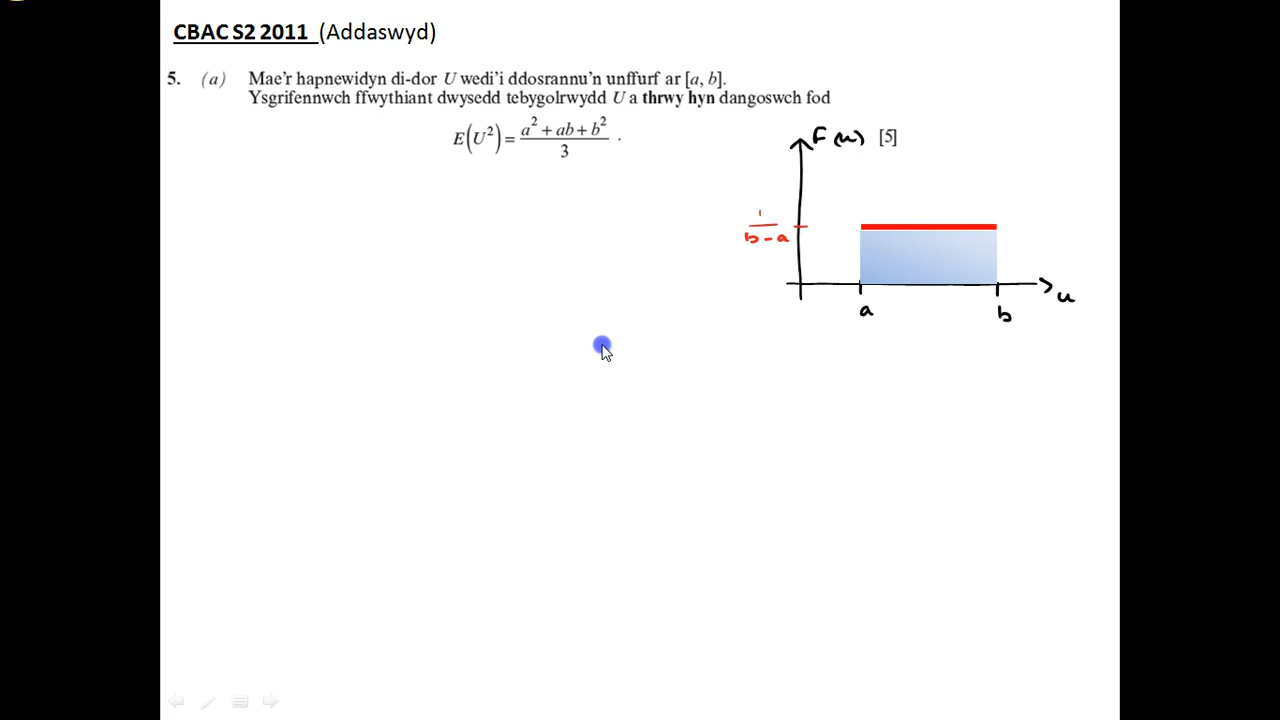 CBAC S2 2011 (Addaswyd)
5. (a) Mae'r hapnewidyn di-dor U wedi'i ddosrannu'n unffurf ar [a, b].
Ysgrifennwch ffwythiant dwysedd tebygolrwydd U a thrwy hyn dangoswch fod
E(U²) = (a² + ab + b²)/3 .
F(u) [5]
1/(b-a)
u
a b